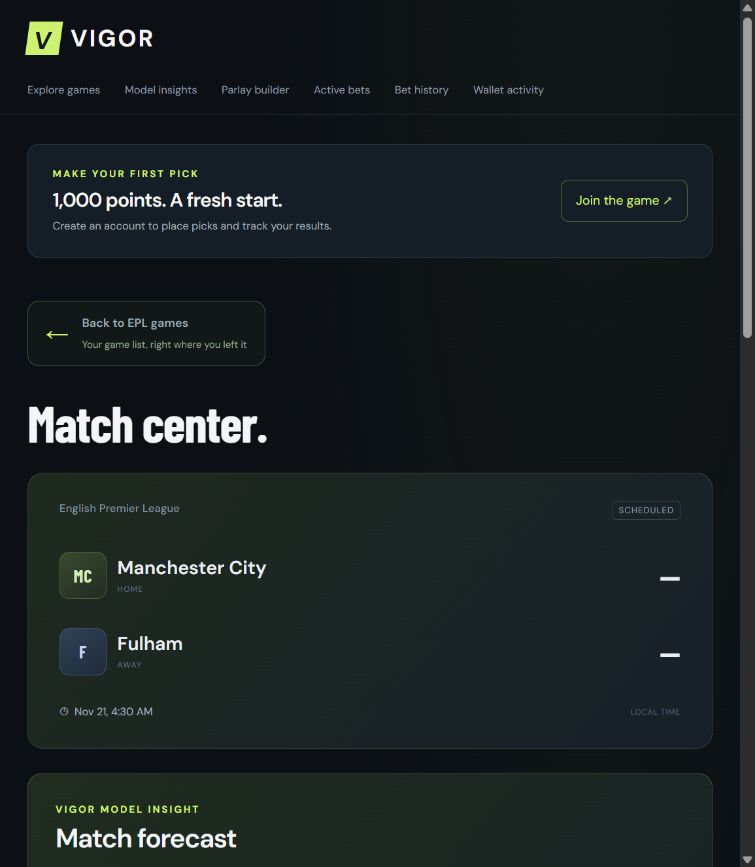 V VIGOR
Explore games Model insights Parlay builder Active bets Bet history Wallet activity
MAKE YOUR FIRST PICK
1,000 points. A fresh start.
Create an account to place picks and track your results.
Join the game ↗
← Back to EPL games
Your game list, right where you left it
Match center.
English Premier League
SCHEDULED
MC Manchester City
HOME
—
F Fulham
AWAY
—
Nov 21, 4:30 AM
LOCAL TIME
VIGOR MODEL INSIGHT
Match forecast